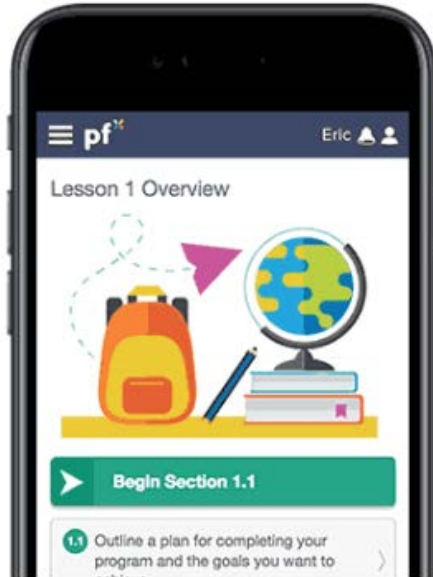 pf
Eric
Lesson 1 Overview
Begin Section 1.1
1.1 Outline a plan for completing your
program and the goals you want to